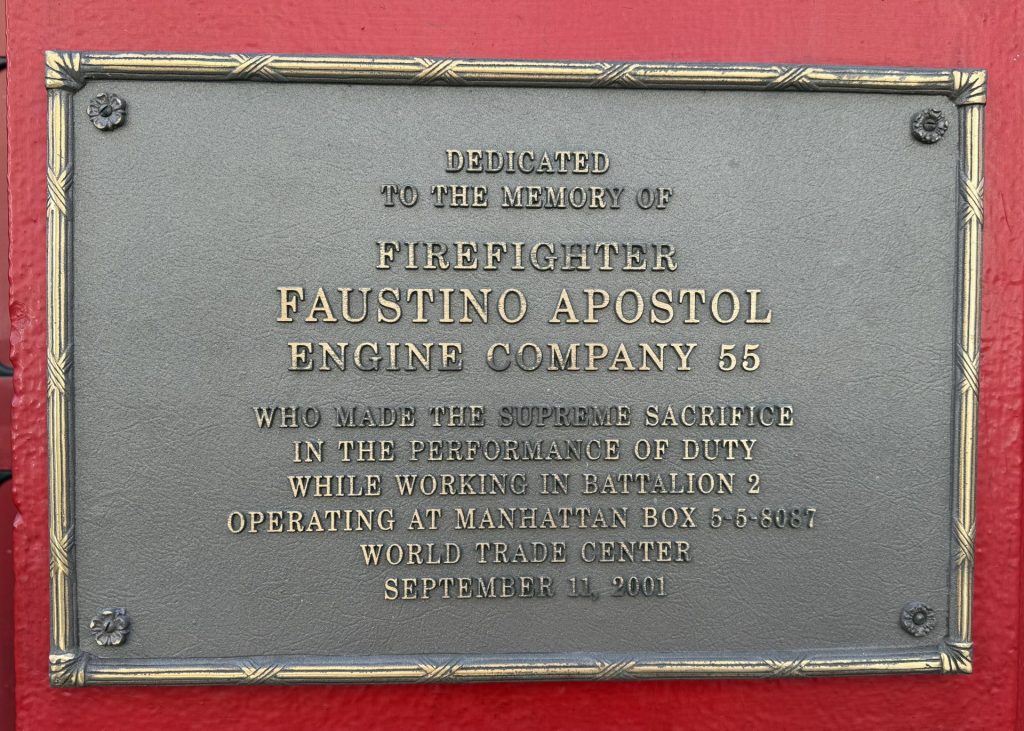 DEDICATED
TO THE MEMORY OF
FIREFIGHTER
FAUSTINO APOSTOL
ENGINE COMPANY 55
WHO MADE THE SUPREME SACRIFICE
IN THE PERFORMANCE OF DUTY
WHILE WORKING IN BATTALION 2
OPERATING AT MANHATTAN BOX 5-5-8087
WORLD TRADE CENTER
SEPTEMBER 11, 2001